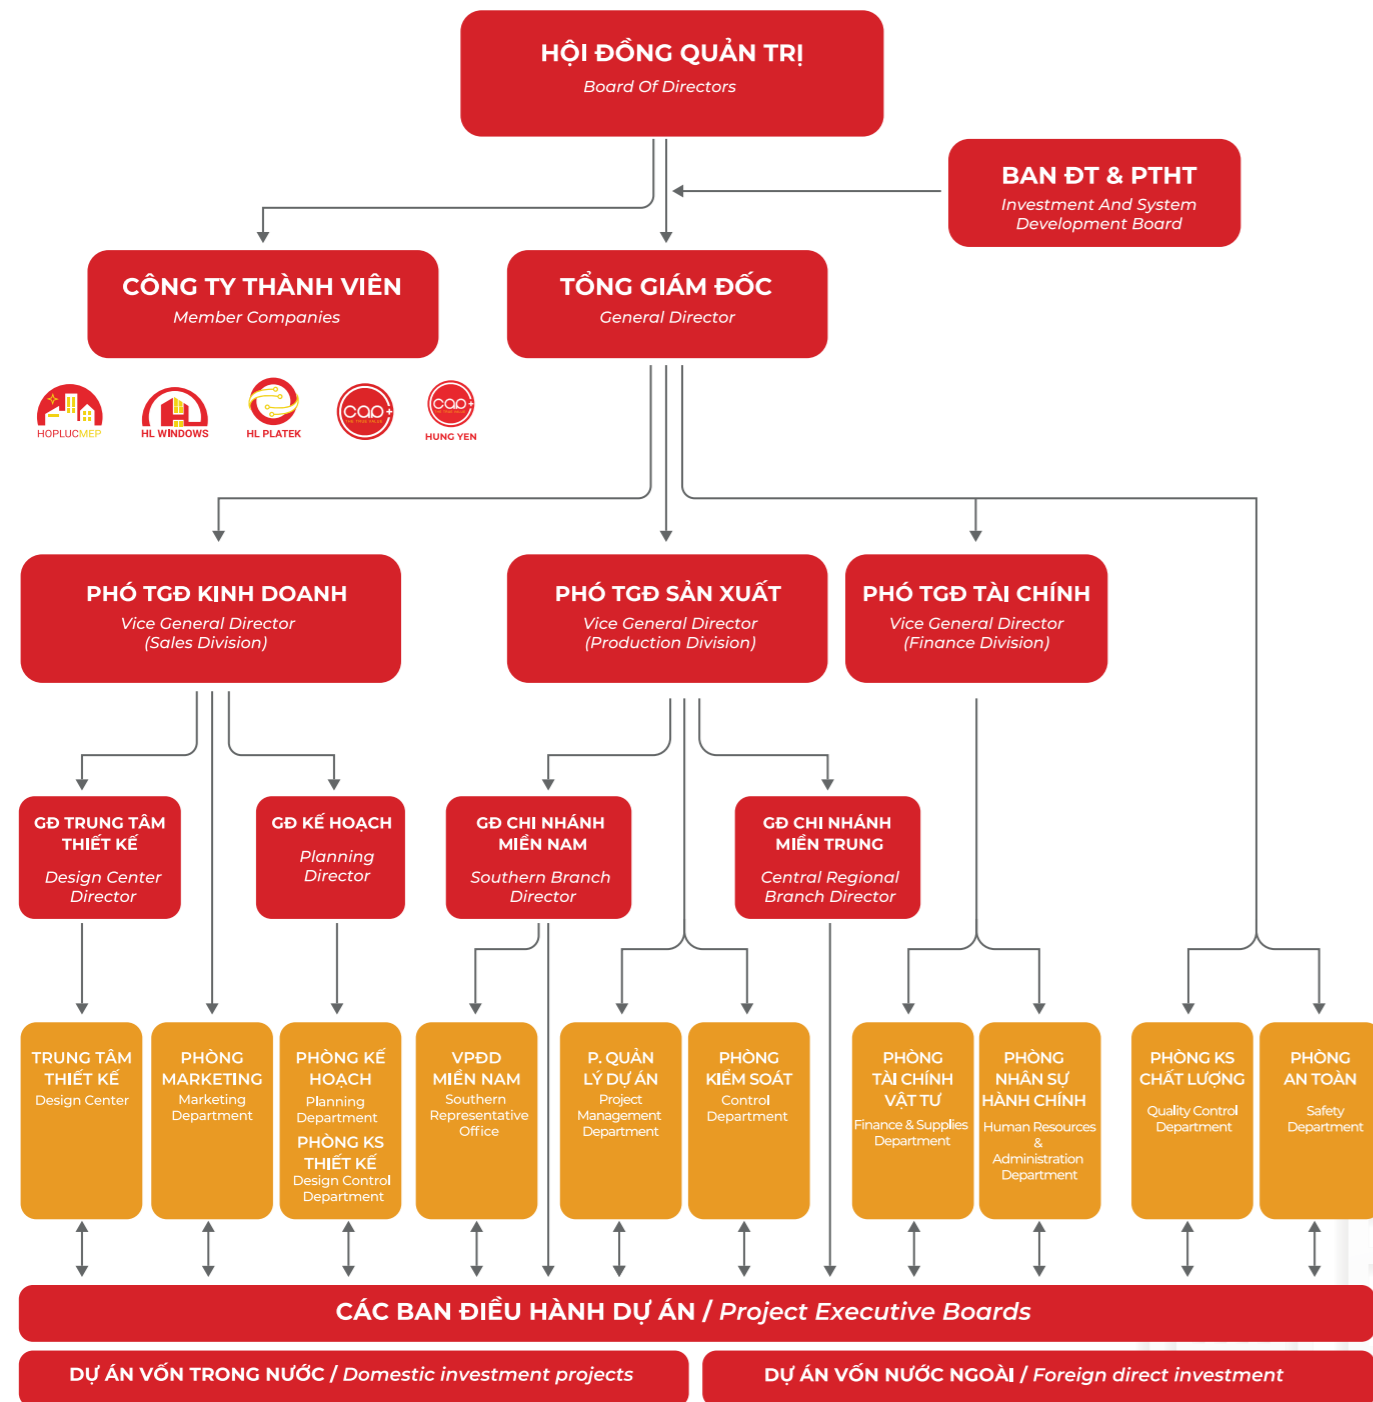 HỘI ĐỒNG QUẢN TRỊ
Board Of Directors
BAN ĐT & PTHT
Investment And System
Development Board
CÔNG TY THÀNH VIÊN
Member Companies
TỔNG GIÁM ĐỐC
General Director
HOPLUCMEP
HL WINDOWS
HL PLATEK
cap+
THE TRUE VALUE
cap+
THE TRUE VALUE
HUNG YEN
PHÓ TGĐ KINH DOANH
Vice General Director
(Sales Division)
PHÓ TGĐ SẢN XUẤT
Vice General Director
(Production Division)
PHÓ TGĐ TÀI CHÍNH
Vice General Director
(Finance Division)
GĐ TRUNG TÂM
THIẾT KẾ
Design Center
Director
GĐ KẾ HOẠCH
Planning
Director
GĐ CHI NHÁNH
MIỀN NAM
Southern Branch
Director
GĐ CHI NHÁNH
MIỀN TRUNG
Central Regional
Branch Director
TRUNG TÂM
THIẾT KẾ
Design Center
PHÒNG
MARKETING
Marketing
Department
PHÒNG KẾ
HOẠCH
Planning
Department
PHÒNG KS
THIẾT KẾ
Design Control
Department
VPĐD
MIỀN NAM
Southern
Representative
Office
P. QUẢN
LÝ DỰ ÁN
Project
Management
Department
PHÒNG
KIỂM SOÁT
Control
Department
PHÒNG
TÀI CHÍNH
VẬT TƯ
Finance & Supplies
Department
PHÒNG
NHÂN SỰ
HÀNH CHÍNH
Human Resources
&
Administration
Department
PHÒNG KS
CHẤT LƯỢNG
Quality Control
Department
PHÒNG
AN TOÀN
Safety
Department
CÁC BAN ĐIỀU HÀNH DỰ ÁN / Project Executive Boards
DỰ ÁN VỐN TRONG NƯỚC / Domestic investment projects
DỰ ÁN VỐN NƯỚC NGOÀI / Foreign direct investment